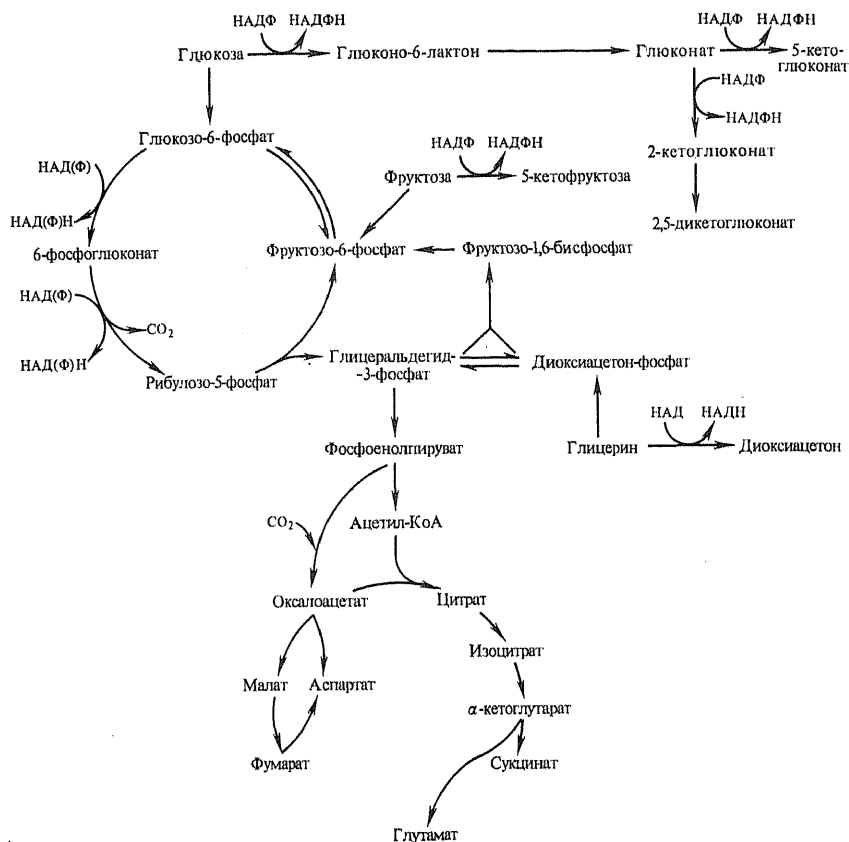 НАДФ НАДФН
НАДФ НАДФН
Глюкоза
Глюконо-6-лактон
Глюконат
5-кето-
глюконат
НАДФ
НАДФН
Глюкозо-6-фосфат
2-кетоглюконат
НАД(Ф)
НАДФ НАДФН
Фруктоза
5-кетофруктоза
НАД(Ф)Н
2,5-дикетоглюконат
6-фосфоглюконат
Фруктозо-6-фосфат
Фруктозо-1,6-бисфосфат
НАД(Ф)
CO2
НАД(Ф)Н
Рибулозо-5-фосфат
Глицеральдегид-
-3-фосфат
Диоксиацетон-фосфат
НАД НАДН
Фосфоенолпируват
Глицерин
Диоксиацетон
CO2
Ацетил-КоА
Оксалоацетат
Цитрат
Изоцитрат
Малат
Аспартат
α-кетоглутарат
Фумарат
Сукцинат
Глутамат